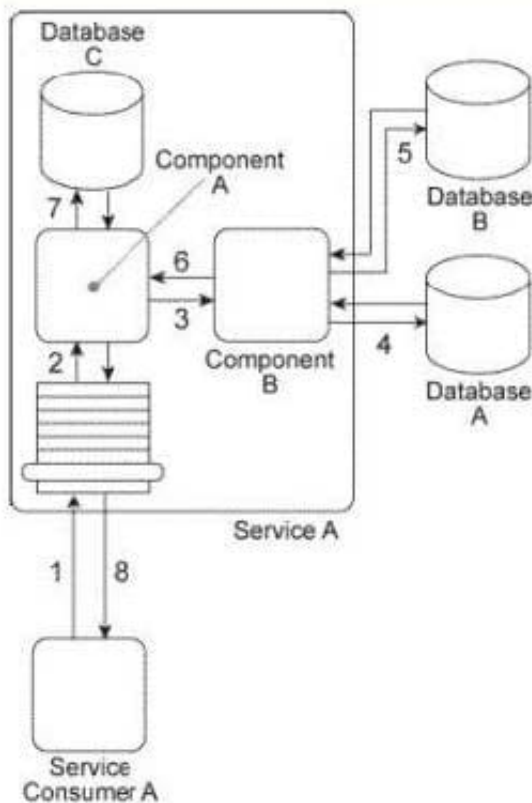 Database
C
Component
A
7
5
Database
B
6
3
Component
B
4
Database
A
2
Service A
1
8
Service
Consumer A